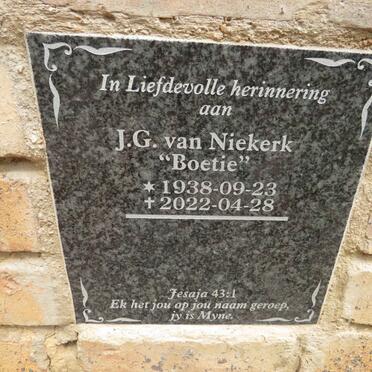 In Liefdevolle herinnering
aan
J.G. van Niekerk
"Boetie"
★ 1938-09-23
✝ 2022-04-28
Jesaja 43:1
Ek het jou op jou naam geroep,
jy is Myne.